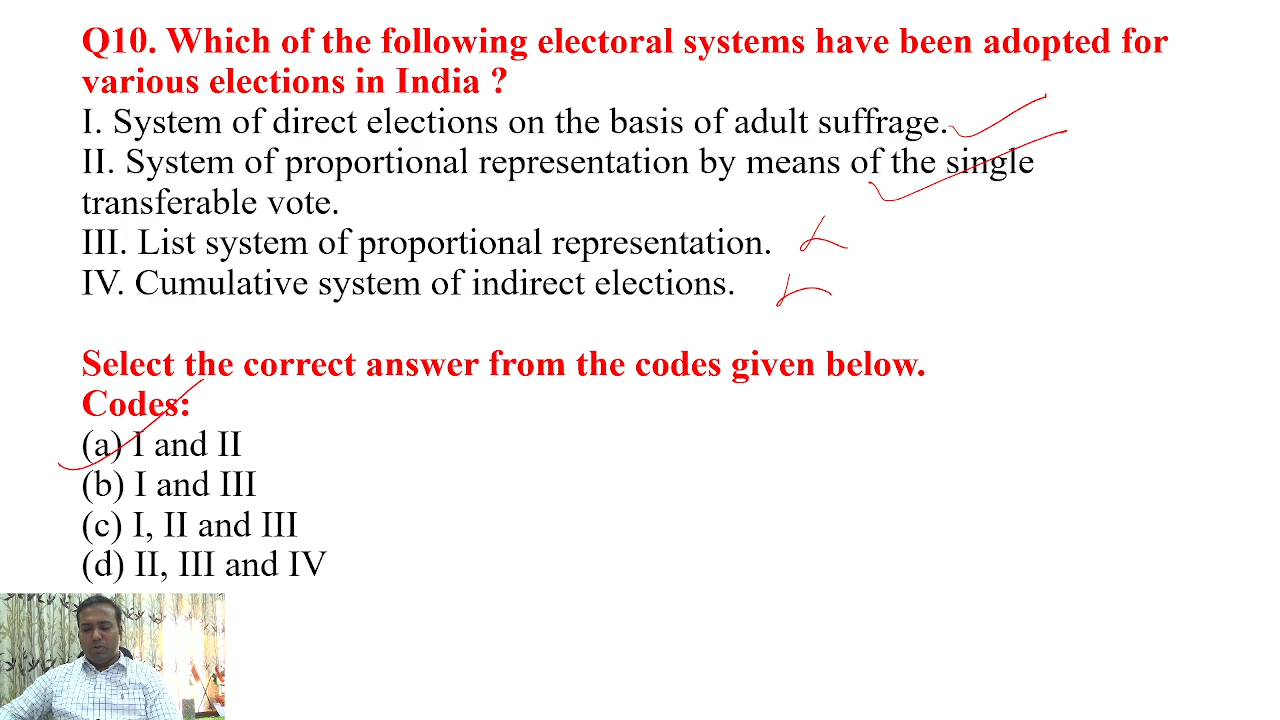 Q10. Which of the following electoral systems have been adopted for
various elections in India ?
I. System of direct elections on the basis of adult suffrage.
II. System of proportional representation by means of the single
transferable vote.
III. List system of proportional representation.
IV. Cumulative system of indirect elections.
Select the correct answer from the codes given below.
Codes:
(a) I and II
(b) I and III
(c) I, II and III
(d) II, III and IV